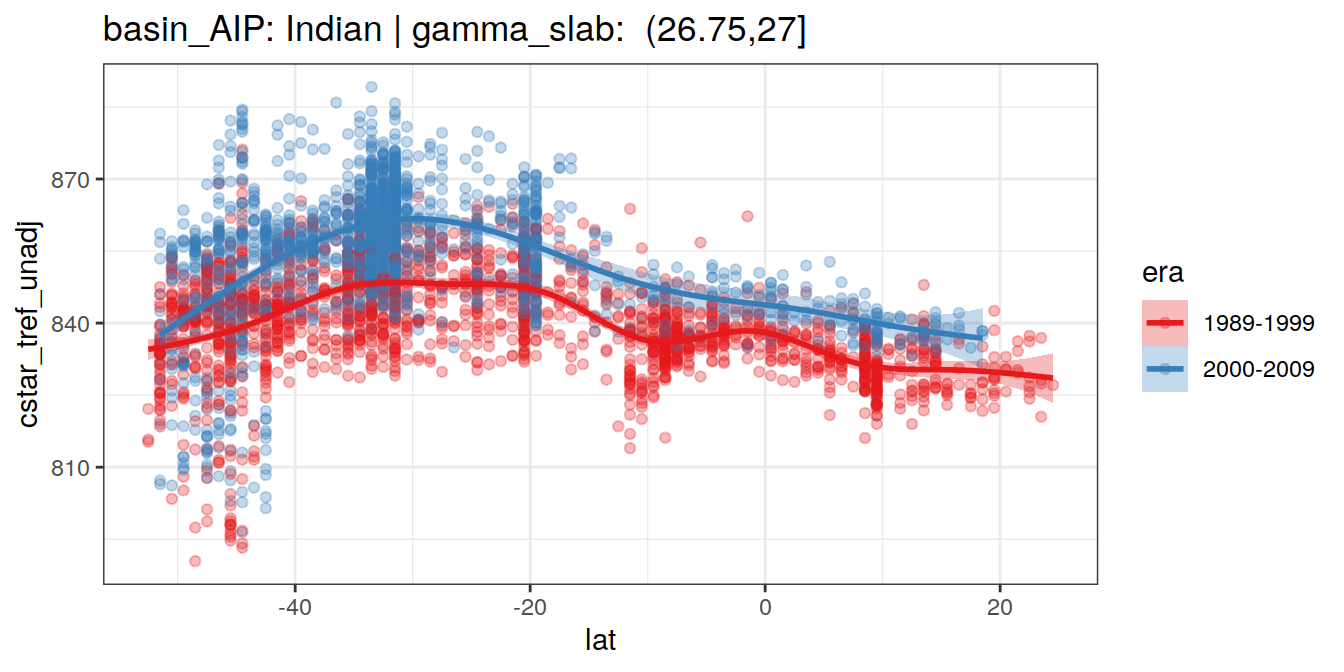 basin_AIP: Indian | gamma_slab:  (26.75,27]
cstar_tref_unadj
870
840
810
-40
-20
0
20
lat
era
1989-1999
2000-2009